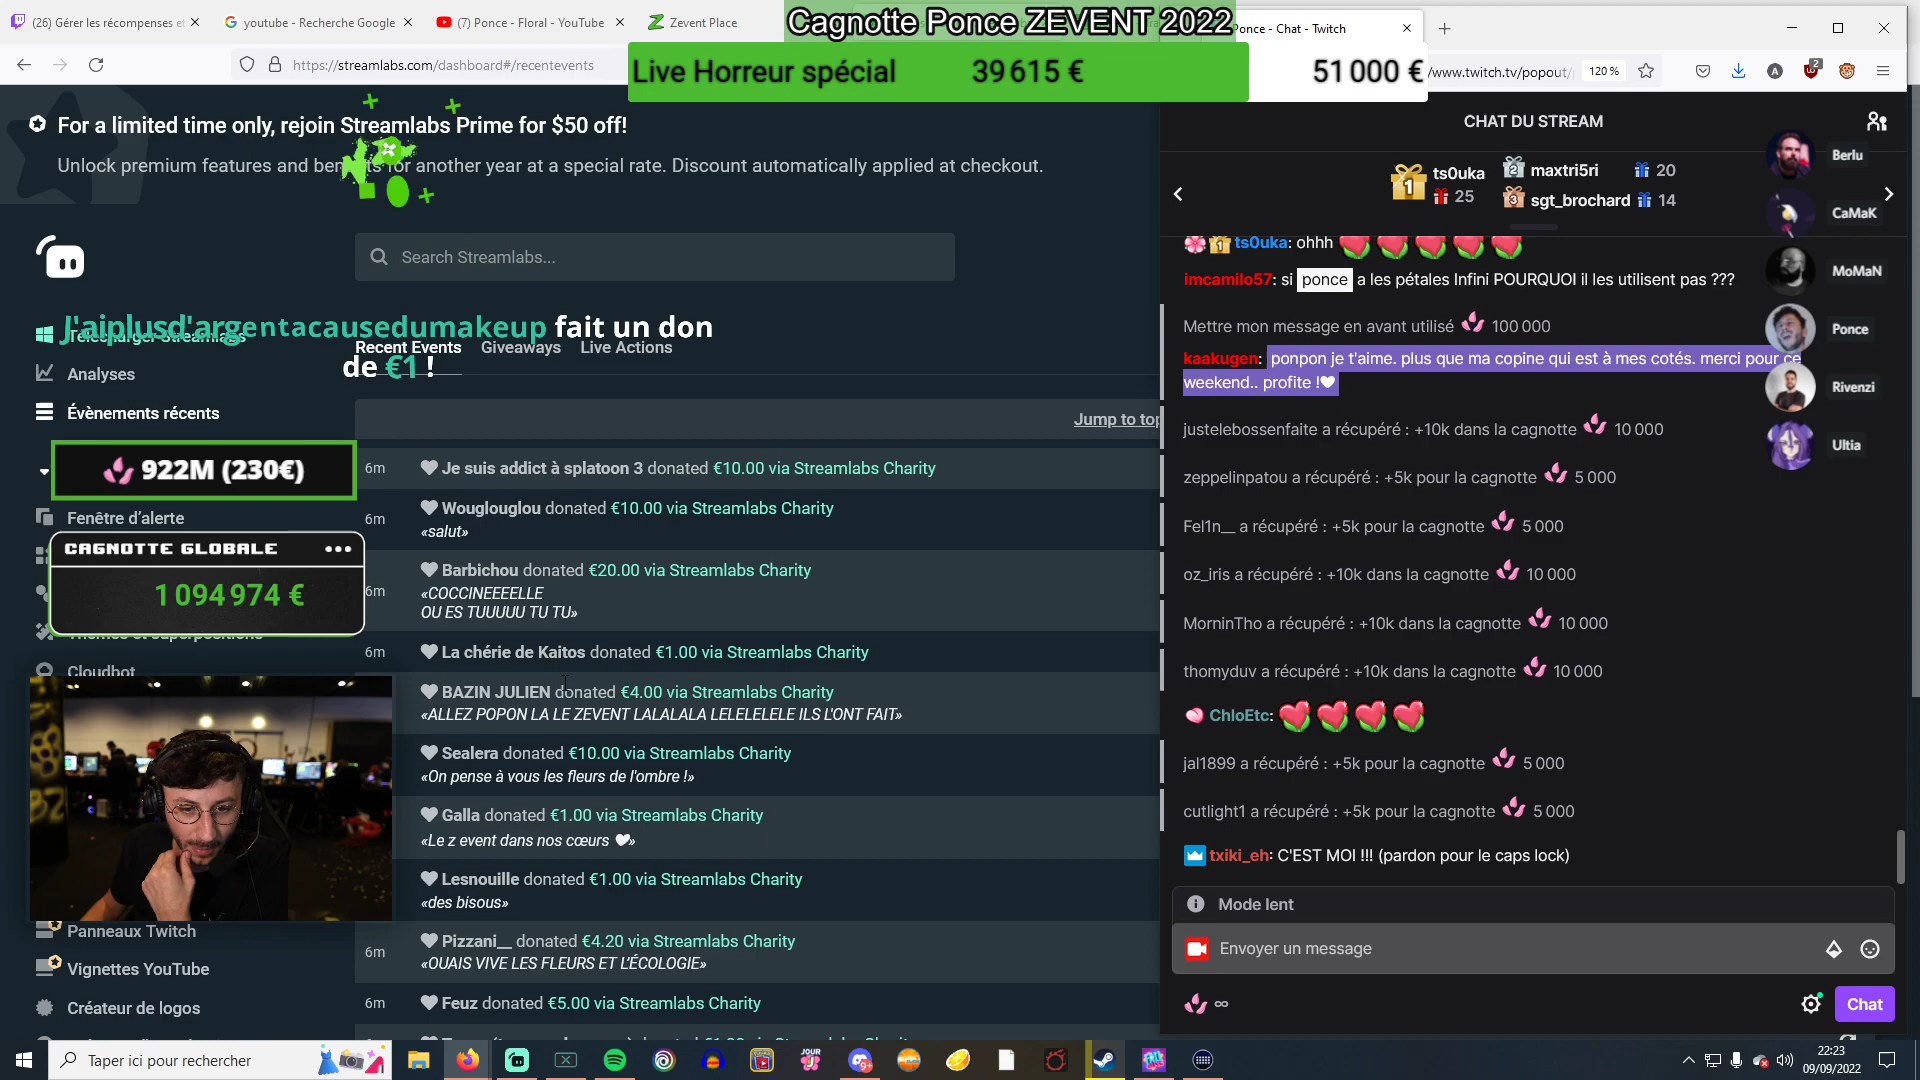 (26) Gérer les récompenses et
youtube - Recherche Google
(7) Ponce - Floral - YouTube
Zevent Place
Cagnotte Ponce ZEVENT 2022
Ponce - Chat - Twitch
https://streamlabs.com/dashboard#/recentevents
Live Horreur spécial 39 615 € 51 000 €
/www.twitch.tv/popout/
120 %
2
For a limited time only, rejoin Streamlabs Prime for $50 off!
Unlock premium features and benefits for another year at a special rate. Discount automatically applied at checkout.
Search Streamlabs...
J'aiplusd'argentacausedumakeup fait un don
de €1 !
Télécharger Streamlabs
Analyses
Évènements récents
922M (230€)
Fenêtre d'alerte
CAGNOTTE GLOBALE
1 094 974 €
Thèmes et superpositions
Cloudbot
Panneaux Twitch
Vignettes YouTube
Créateur de logos
Recent Events
Giveaways
Live Actions
Jump to top
6m Je suis addict à splatoon 3 donated €10.00 via Streamlabs Charity
6m Wouglouglou donated €10.00 via Streamlabs Charity
«salut»
6m Barbichou donated €20.00 via Streamlabs Charity
«COCCINEEEELLE
OU ES TUUUUU TU TU»
6m La chérie de Kaitos donated €1.00 via Streamlabs Charity
BAZIN JULIEN donated €4.00 via Streamlabs Charity
«ALLEZ POPON LA LE ZEVENT LALALALA LELELELELE ILS L'ONT FAIT»
Sealera donated €10.00 via Streamlabs Charity
«On pense à vous les fleurs de l'ombre !»
Galla donated €1.00 via Streamlabs Charity
«Le z event dans nos cœurs 🖤»
Lesnouille donated €1.00 via Streamlabs Charity
«des bisous»
6m Pizzani__ donated €4.20 via Streamlabs Charity
«OUAIS VIVE LES FLEURS ET L'ÉCOLOGIE»
6m Feuz donated €5.00 via Streamlabs Charity
CHAT DU STREAM
1 ts0uka 25
2 maxtri5ri 20
3 sgt_brochard 14
ts0uka: ohhh
imcamilo57: si ponce a les pétales Infini POURQUOI il les utilisent pas ???
Mettre mon message en avant utilisé 100 000
kaakugen: ponpon je t'aime. plus que ma copine qui est à mes cotés. merci pour ce
weekend.. profite !🖤
justelebossenfaite a récupéré : +10k dans la cagnotte 10 000
zeppelinpatou a récupéré : +5k pour la cagnotte 5 000
Fel1n__ a récupéré : +5k pour la cagnotte 5 000
oz_iris a récupéré : +10k dans la cagnotte 10 000
MorninTho a récupéré : +10k dans la cagnotte 10 000
thomyduv a récupéré : +10k dans la cagnotte 10 000
ChloEtc:
jal1899 a récupéré : +5k pour la cagnotte 5 000
cutlight1 a récupéré : +5k pour la cagnotte 5 000
txiki_eh: C'EST MOI !!! (pardon pour le caps lock)
Mode lent
Envoyer un message
∞
Chat
Berlu
CaMaK
MoMaN
Ponce
Rivenzi
Ultia
Taper ici pour rechercher
22:23
09/09/2022